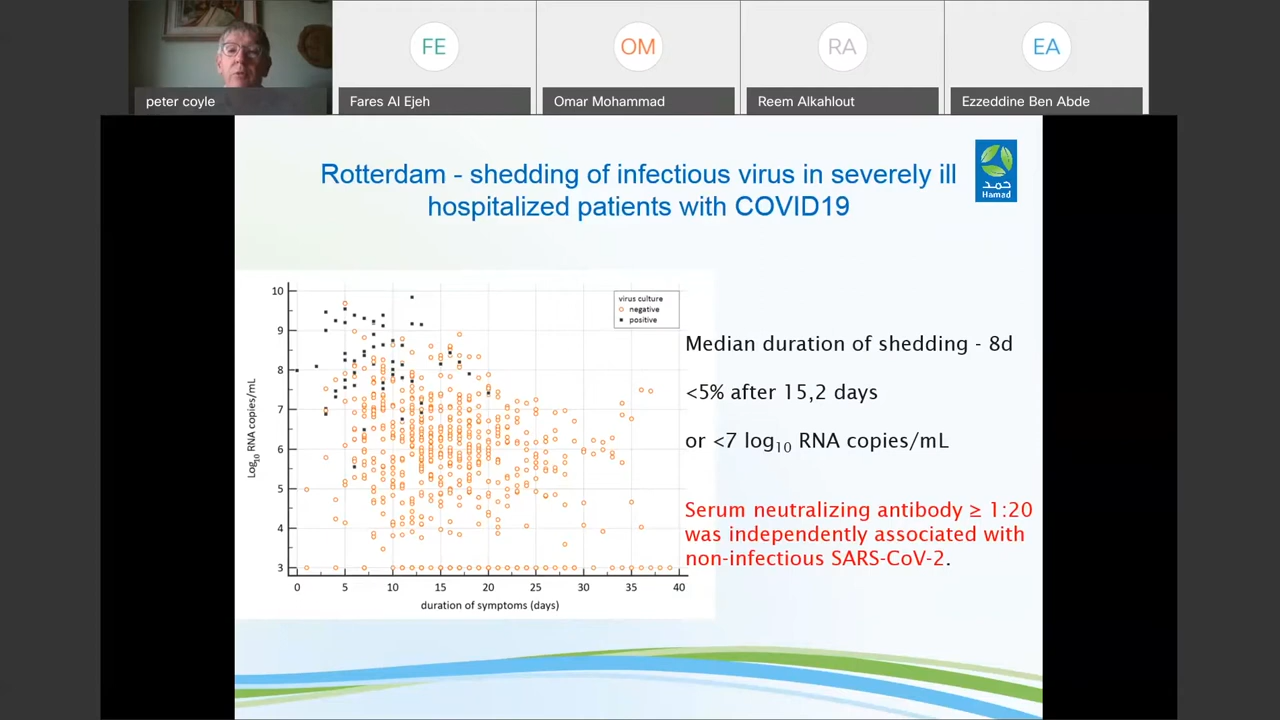 FE
OM
RA
EA
peter coyle
Fares Al Ejeh
Omar Mohammad
Reem Alkahlout
Ezzeddine Ben Abde
Rotterdam - shedding of infectious virus in severely ill
hospitalized patients with COVID19
حمد
Hamad
10
9
8
7
6
5
4
3
Log10 RNA copies/mL
virus culture
negative
positive
0 5 10 15 20 25 30 35 40
duration of symptoms (days)
Median duration of shedding - 8d
<5% after 15,2 days
or <7 log10 RNA copies/mL
Serum neutralizing antibody ≥ 1:20
was independently associated with
non-infectious SARS-CoV-2.